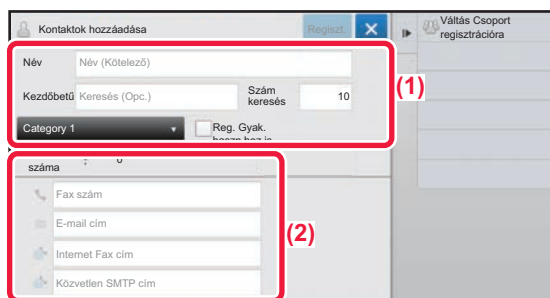 Kontaktok hozzáadása
Regiszt.
Váltás Csoport
regisztrációra
Név
Név (Kötelező)
(1)
Kezdőbetű
Keresés (Opc.)
Szám
keresés
10
Category 1
Reg. Gyak.
száma
Fax szám
E-mail cím
(2)
Internet Fax cím
Közvetlen SMTP cím